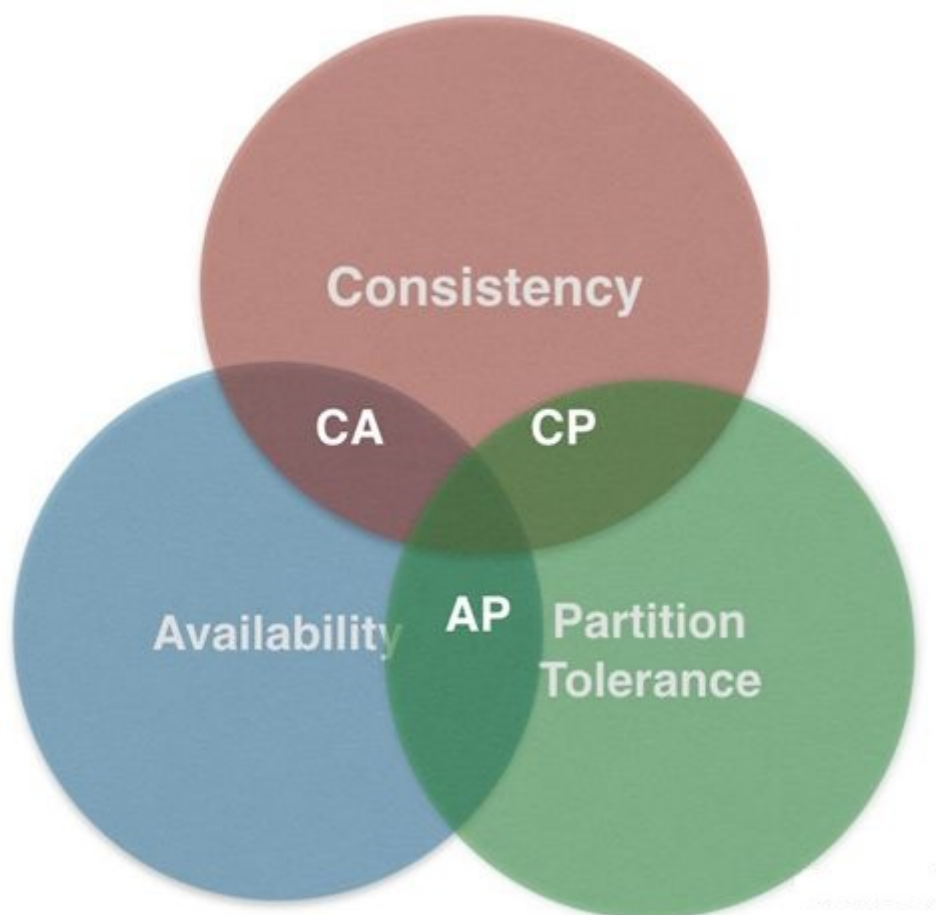 Consistency
CA
CP
Availability
AP
Partition
Tolerance